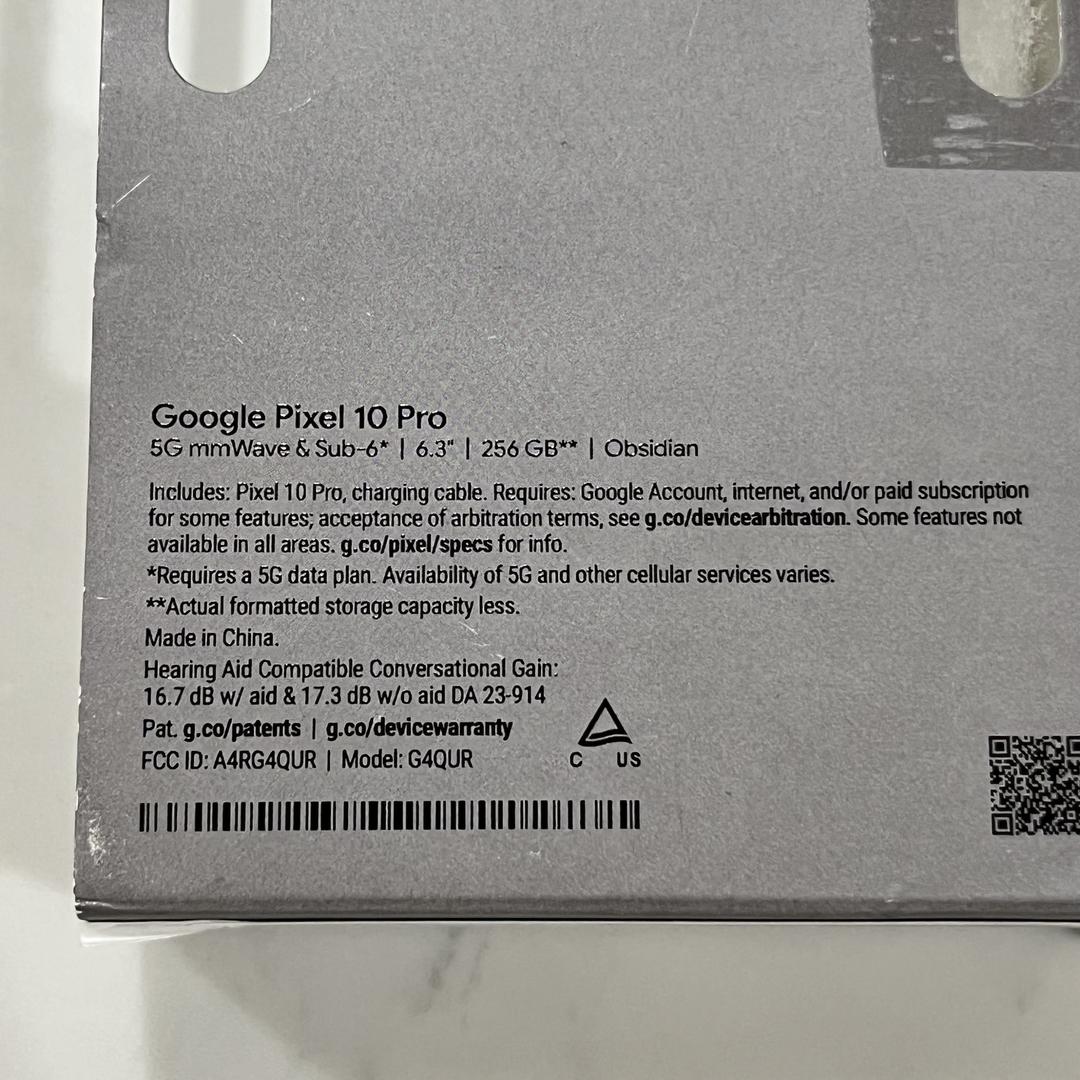 Google Pixel 10 Pro
5G mmWave & Sub-6* | 6.3" | 256 GB** | Obsidian
Includes: Pixel 10 Pro, charging cable. Requires: Google Account, internet, and/or paid subscription
for some features; acceptance of arbitration terms, see g.co/devicearbitration. Some features not
available in all areas. g.co/pixel/specs for info.
*Requires a 5G data plan. Availability of 5G and other cellular services varies.
**Actual formatted storage capacity less.
Made in China.
Hearing Aid Compatible Conversational Gain:
16.7 dB w/ aid & 17.3 dB w/o aid DA 23-914
Pat. g.co/patents | g.co/devicewarranty
FCC ID: A4RG4QUR | Model: G4QUR
C US